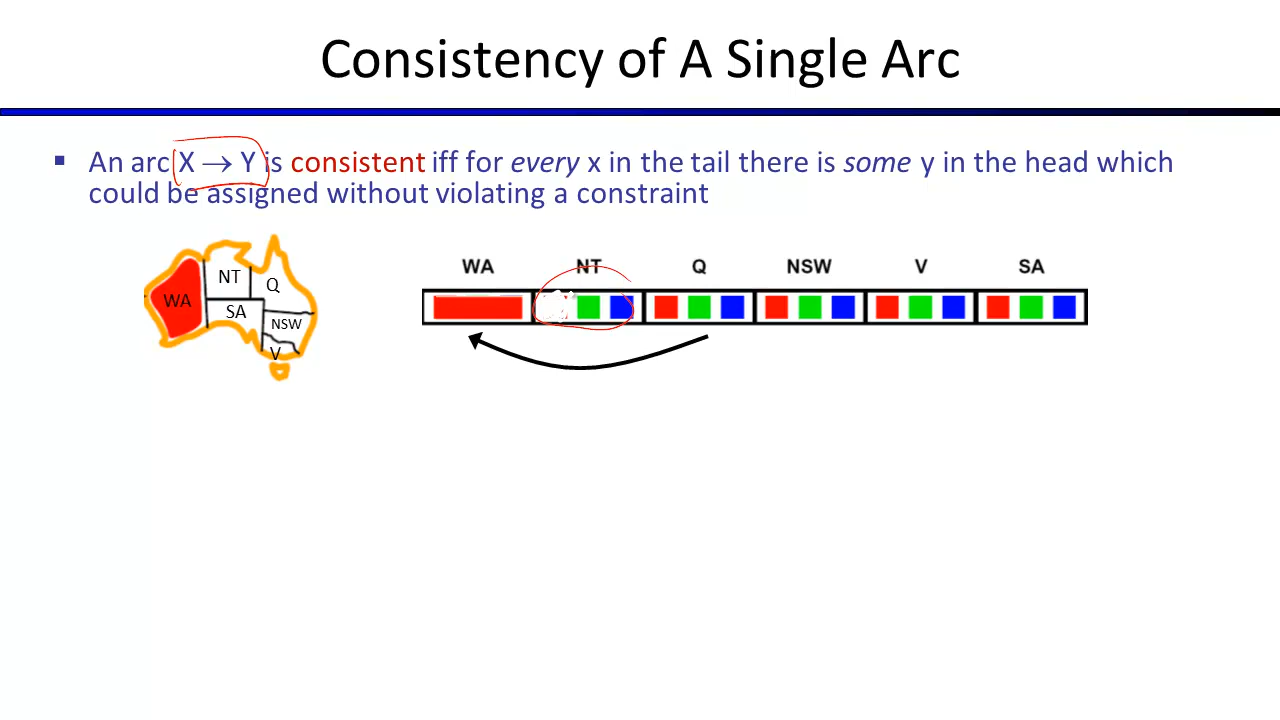 Consistency of A Single Arc
▪ An arc X → Y is consistent iff for every x in the tail there is some y in the head which
could be assigned without violating a constraint
WA NT Q NSW V SA
NT
Q
WA
SA
NSW
V